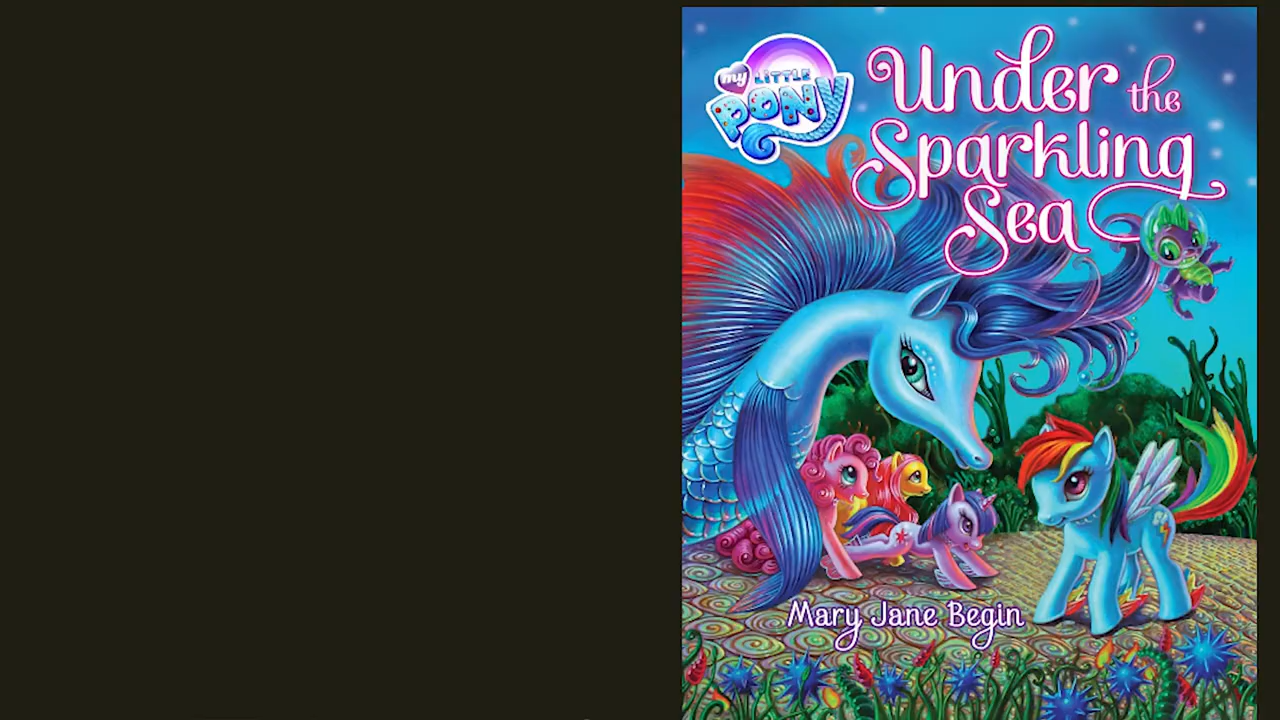 my LITTLE
PONY
Under the
Sparkling
Sea
Mary Jane Begin